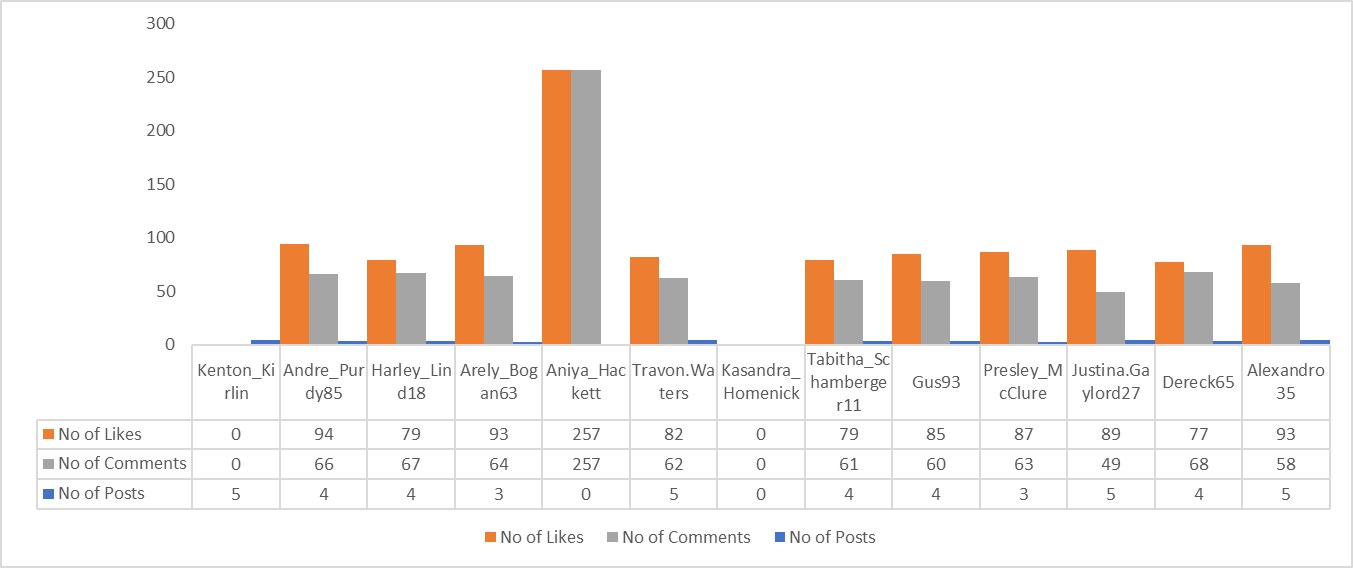 300
250
200
150
100
50
0
Kenton_Ki Andre_Pur Harley_Lin Arely_Bog Aniya_Hac Travon.Wa Kasandra_ Tabitha_Sc Gus93 Presley_M Justina.Ga Dereck65 Alexandro
rlin dy85 d18 an63 kett ters Homenick hamberge cClure ylord27 35
r11
No of Likes 0 94 79 93 257 82 0 79 85 87 89 77 93
No of Comments 0 66 67 64 257 62 0 61 60 63 49 68 58
No of Posts 5 4 4 3 0 5 0 4 4 3 5 4 5
No of Likes No of Comments No of Posts